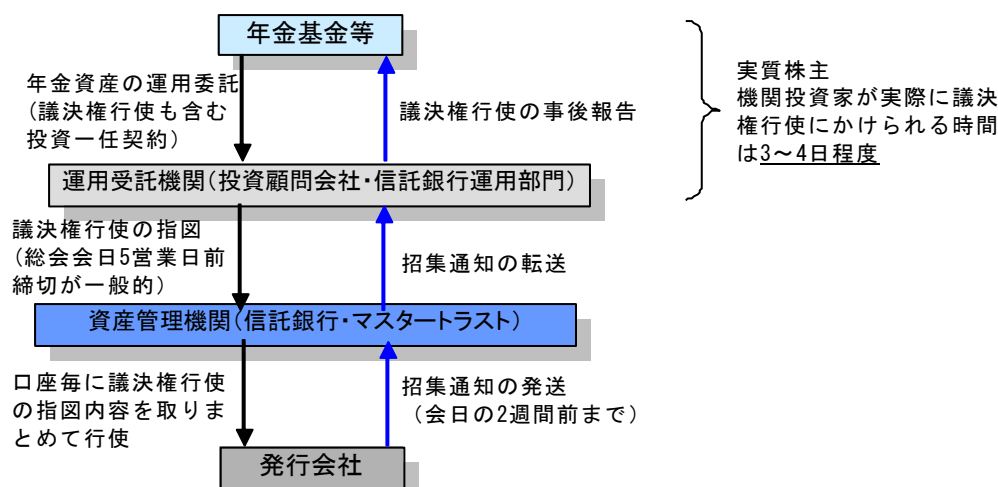 年金基金等
年金資産の運用委託
(議決権行使も含む
投資一任契約)
議決権行使の事後報告
実質株主
機関投資家が実際に議決
権行使にかけられる時間
は3～4日程度
運用受託機関(投資顧問会社・信託銀行運用部門)
議決権行使の指図
(総会会日5営業日前
締切が一般的)
招集通知の転送
資産管理機関(信託銀行・マスタートラスト)
口座毎に議決権行使
の指図内容を取りま
とめて行使
招集通知の発送
(会日の2週間前まで)
発行会社